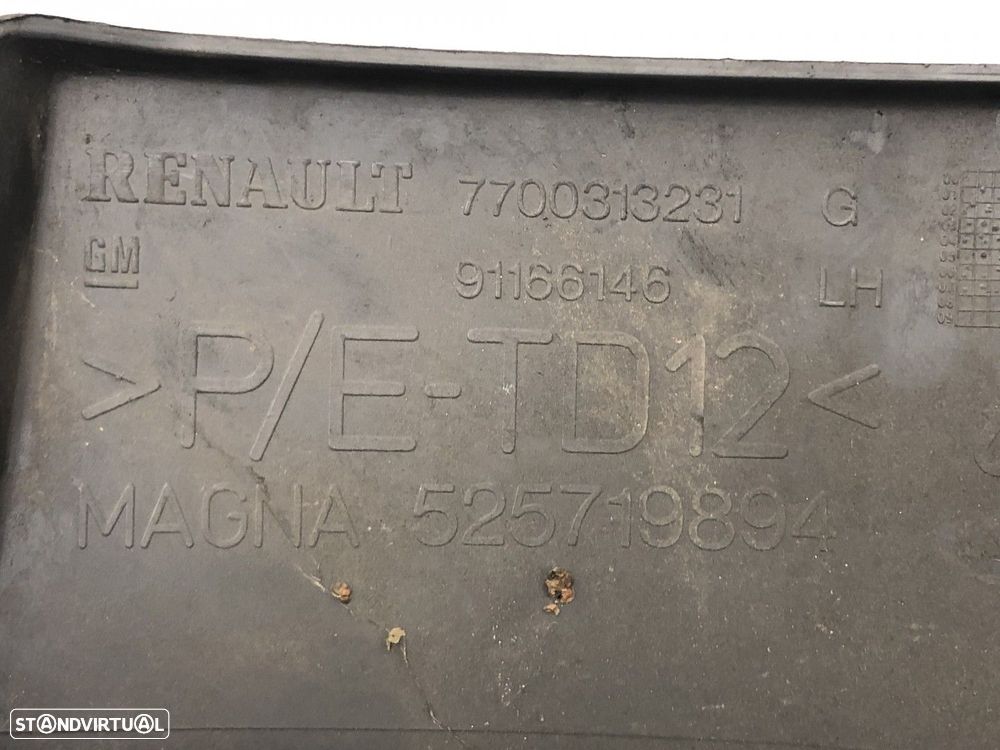 RENAULT 7700313231 G
GM 91166146 LH
>P/E-TD12<
MAGNA 525719894
STANDVIRTUAL